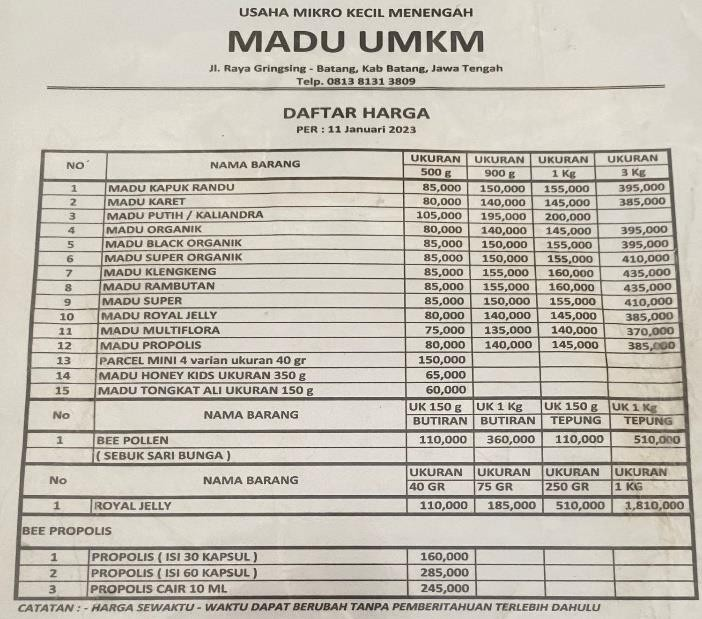 USAHA MIKRO KECIL MENENGAH
MADU UMKM
Jl. Raya Gringsing - Batang, Kab Batang, Jawa Tengah
Telp. 0813 8131 3809
DAFTAR HARGA
PER : 11 Januari 2023
NO NAMA BARANG UKURAN 500 g UKURAN 900 g UKURAN 1 Kg UKURAN 3 Kg
1 MADU KAPUK RANDU 85,000 150,000 155,000 395,000
2 MADU KARET 80,000 140,000 145,000 385,000
3 MADU PUTIH / KALIANDRA 105,000 195,000 200,000
4 MADU ORGANIK 80,000 140,000 145,000 395,000
5 MADU BLACK ORGANIK 85,000 150,000 155,000 395,000
6 MADU SUPER ORGANIK 85,000 150,000 155,000 410,000
7 MADU KLENGKENG 85,000 155,000 160,000 435,000
8 MADU RAMBUTAN 85,000 155,000 160,000 435,000
9 MADU SUPER 85,000 150,000 155,000 410,000
10 MADU ROYAL JELLY 80,000 140,000 145,000 385,000
11 MADU MULTIFLORA 75,000 135,000 140,000 370,000
12 MADU PROPOLIS 80,000 140,000 145,000 385,000
13 PARCEL MINI 4 varian ukuran 40 gr 150,000
14 MADU HONEY KIDS UKURAN 350 g 65,000
15 MADU TONGKAT ALI UKURAN 150 g 60,000
No NAMA BARANG UK 150 g BUTIRAN UK 1 Kg BUTIRAN UK 150 g TEPUNG UK 1 Kg TEPUNG
1 BEE POLLEN 110,000 360,000 110,000 510,000
( SEBUK SARI BUNGA )
No NAMA BARANG UKURAN 40 GR UKURAN 75 GR UKURAN 250 GR UKURAN 1 KG
1 ROYAL JELLY 110,000 185,000 510,000 1,810,000
BEE PROPOLIS
1 PROPOLIS ( ISI 30 KAPSUL ) 160,000
2 PROPOLIS ( ISI 60 KAPSUL ) 285,000
3 PROPOLIS CAIR 10 ML 245,000
CATATAN : - HARGA SEWAKTU - WAKTU DAPAT BERUBAH TANPA PEMBERITAHUAN TERLEBIH DAHULU